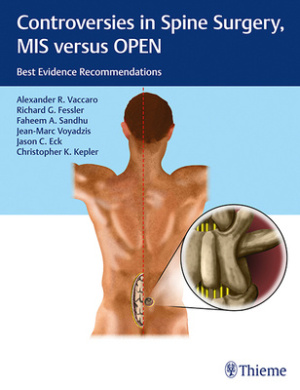 Controversies in Spine Surgery,
MIS versus OPEN
Best Evidence Recommendations
Alexander R. Vaccaro
Richard G. Fessler
Faheem A. Sandhu
Jean-Marc Voyadzis
Jason C. Eck
Christopher K. Kepler
Thieme